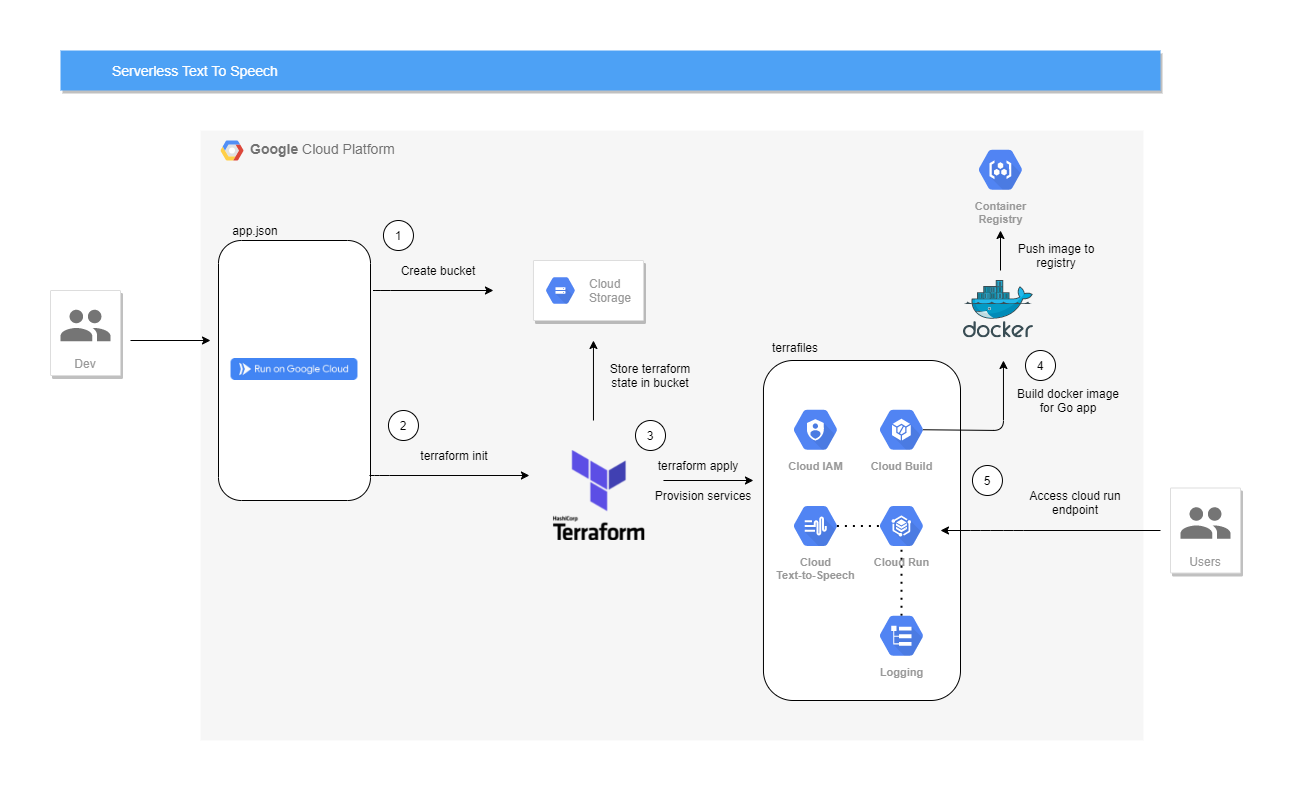 Serverless Text To Speech
Google Cloud Platform
Container
Registry
app.json
1
Create bucket
Push image to
registry
Cloud
Storage
docker
Dev
Run on Google Cloud
terrafiles
Store terraform
state in bucket
4
Build docker image
for Go app
2
terraform init
3
terraform apply
Provision services
HashiCorp
Terraform
Cloud IAM
Cloud Build
5
Access cloud run
endpoint
Cloud
Text-to-Speech
Cloud Run
Users
Logging